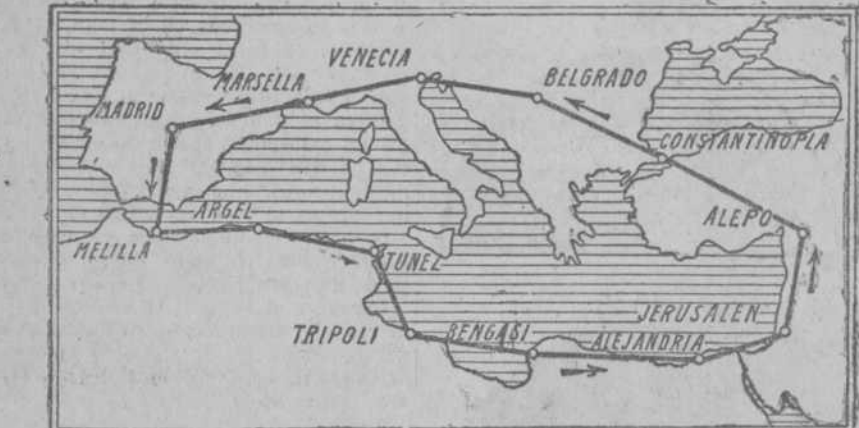 VENECIA
MARSELLA
BELGRADO
MADRID
CONSTANTINOPLA
ARGEL
ALEPO
MELILLA
TUNEZ
JERUSALEN
TRIPOLI
BENGASI
ALEJANDRIA